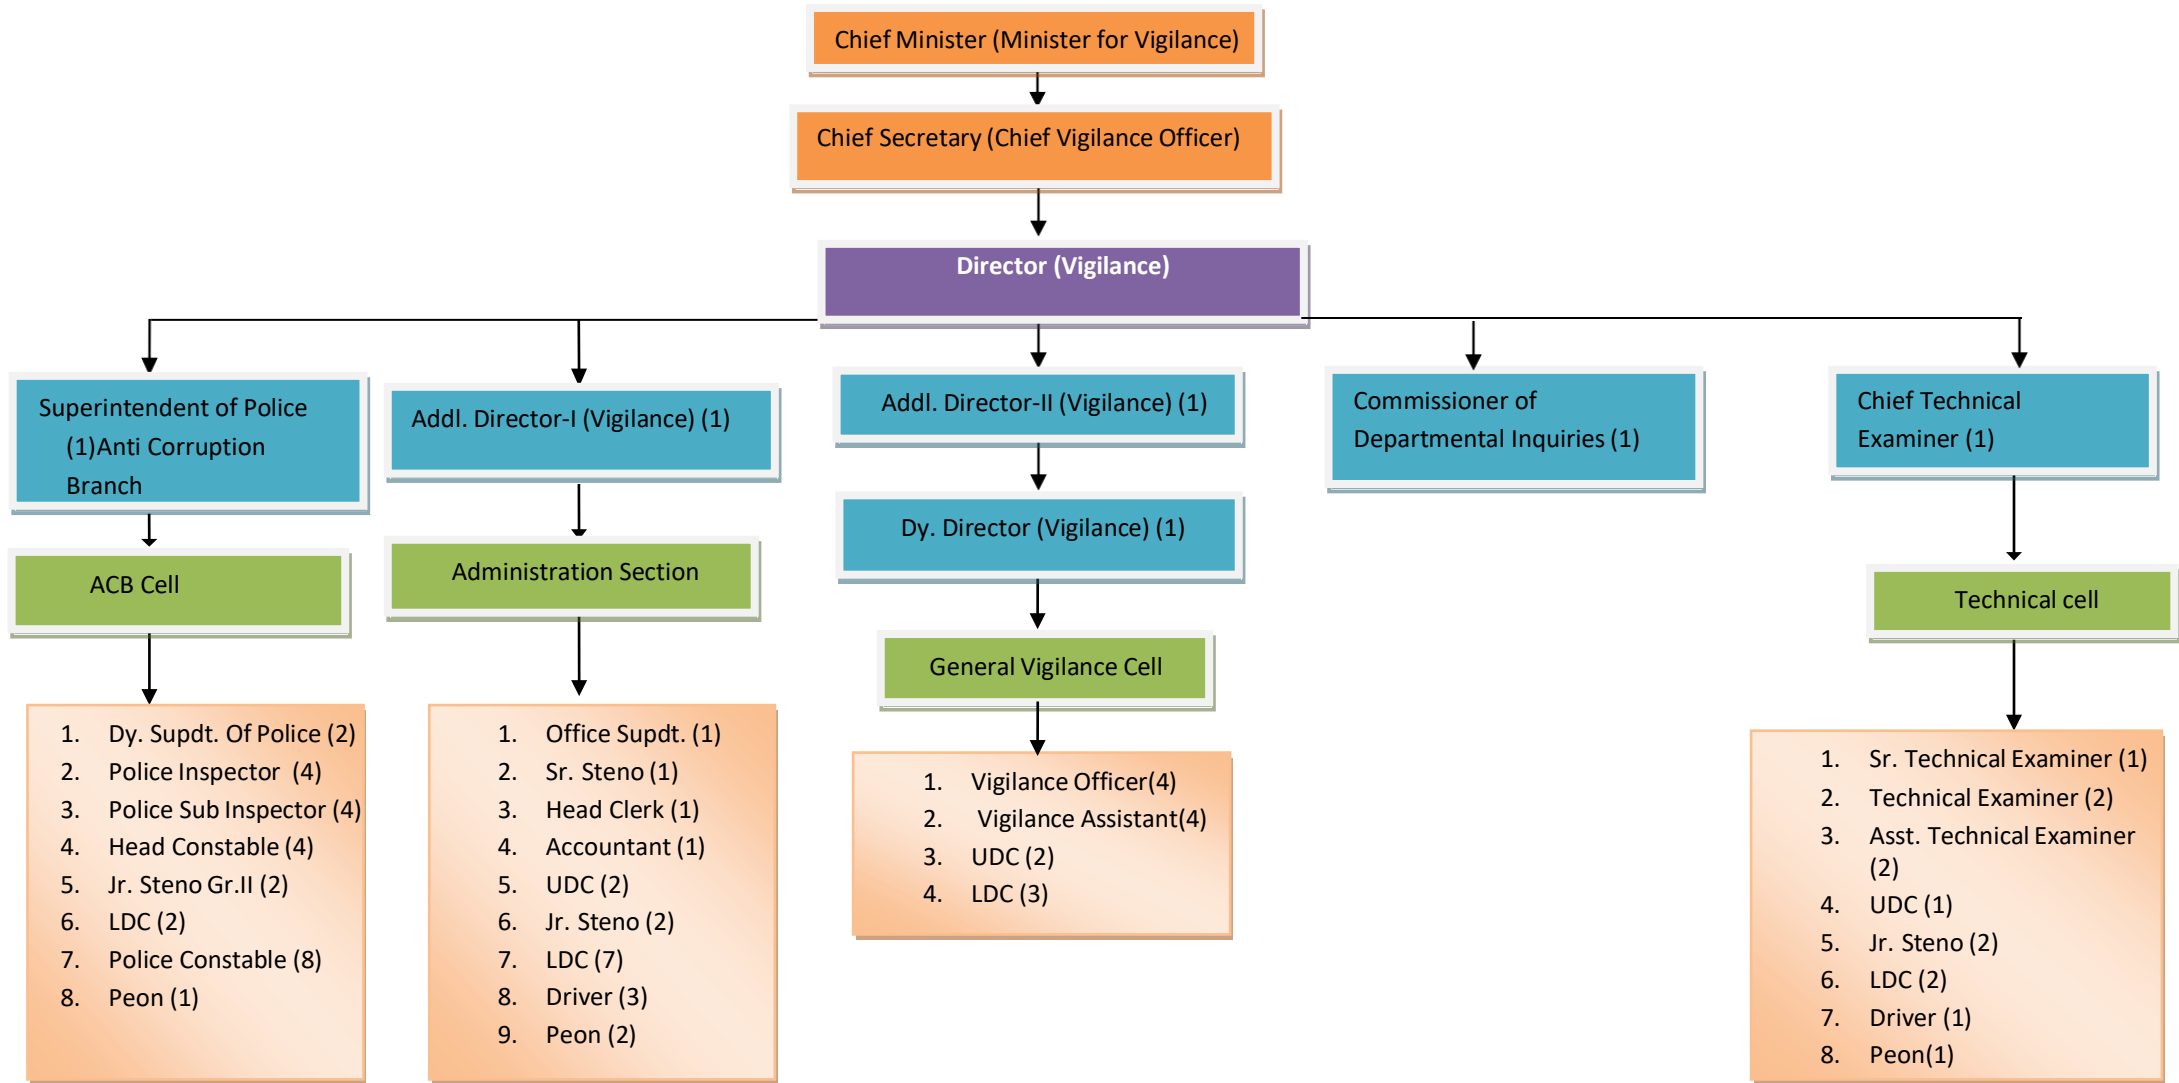 Chief Minister (Minister for Vigilance)
Chief Secretary (Chief Vigilance Officer)
Director (Vigilance)
Superintendent of Police
(1)Anti Corruption
Branch
Addl. Director-I (Vigilance) (1)
Addl. Director-II (Vigilance) (1)
Commissioner of
Departmental Inquiries (1)
Chief Technical
Examiner (1)
Dy. Director (Vigilance) (1)
ACB Cell
Administration Section
General Vigilance Cell
Technical cell
1. Dy. Supdt. Of Police (2)
2. Police Inspector (4)
3. Police Sub Inspector (4)
4. Head Constable (4)
5. Jr. Steno Gr.II (2)
6. LDC (2)
7. Police Constable (8)
8. Peon (1)
1. Office Supdt. (1)
2. Sr. Steno (1)
3. Head Clerk (1)
4. Accountant (1)
5. UDC (2)
6. Jr. Steno (2)
7. LDC (7)
8. Driver (3)
9. Peon (2)
1. Vigilance Officer(4)
2. Vigilance Assistant(4)
3. UDC (2)
4. LDC (3)
1. Sr. Technical Examiner (1)
2. Technical Examiner (2)
3. Asst. Technical Examiner
(2)
4. UDC (1)
5. Jr. Steno (2)
6. LDC (2)
7. Driver (1)
8. Peon(1)